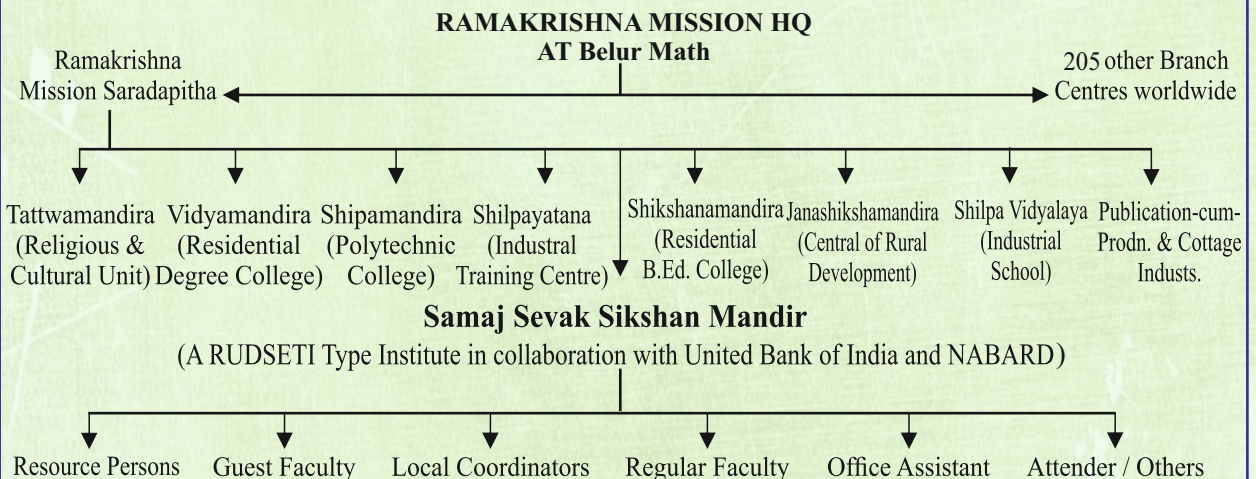 RAMAKRISHNA MISSION HQ
AT Belur Math
Ramakrishna
Mission Saradapitha
205 other Branch
Centres worldwide
Tattwamandira
(Religious &
Cultural Unit)
Vidyamandira
(Residential
Degree College)
Shipamandira
(Polytechnic
College)
Shilpayatana
(Industral
Training Centre)
Shikshanamandira
(Residential
B.Ed. College)
Janashikshamandira
(Central of Rural
Development)
Shilpa Vidyalaya
(Industrial
School)
Publication-cum-
Prodn. & Cottage
Industs.
Samaj Sevak Sikshan Mandir
(A RUDSETI Type Institute in collaboration with United Bank of India and NABARD)
Resource Persons
Guest Faculty
Local Coordinators
Regular Faculty
Office Assistant
Attender / Others